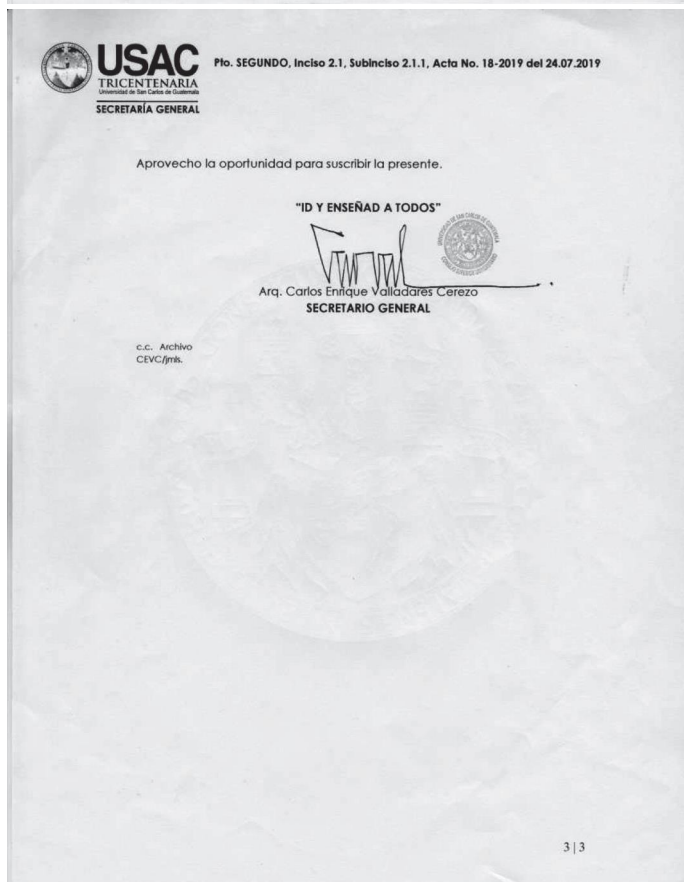 USAC
TRICENTENARIA
Universidad de San Carlos de Guatemala
SECRETARÍA GENERAL
Pto. SEGUNDO, Inciso 2.1, Subinciso 2.1.1, Acta No. 18-2019 del 24.07.2019
Aprovecho la oportunidad para suscribir la presente.
"ID Y ENSEÑAD A TODOS"
Arq. Carlos Enrique Valladares Cerezo
SECRETARIO GENERAL
c.c. Archivo
CEVC/jmls.
3|3